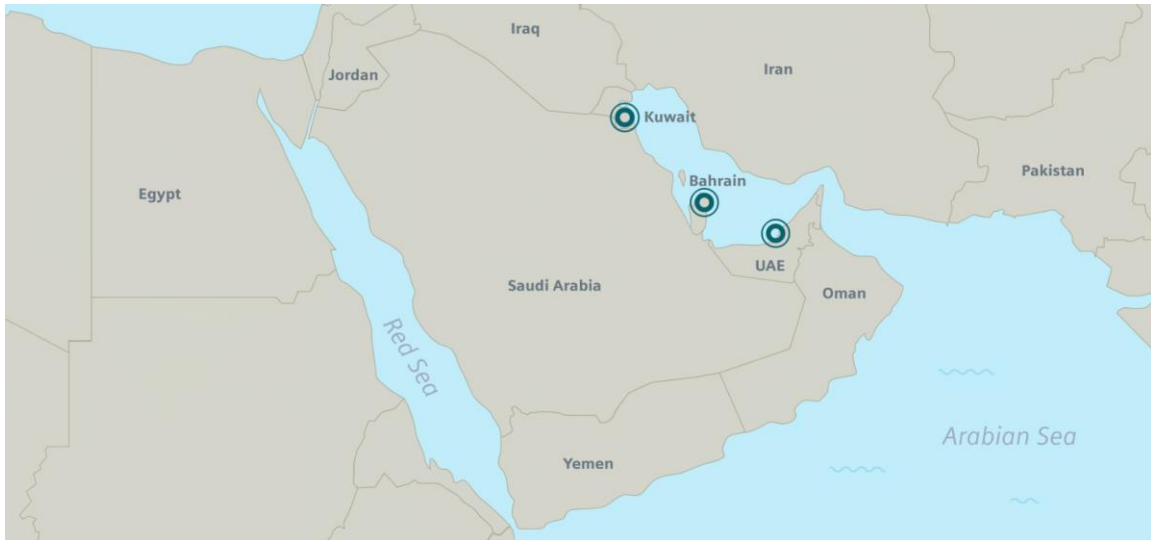 Iraq
Iran
Jordan
Kuwait
Pakistan
Bahrain
Egypt
UAE
Saudi Arabia
Oman
Red Sea
Arabian Sea
Yemen